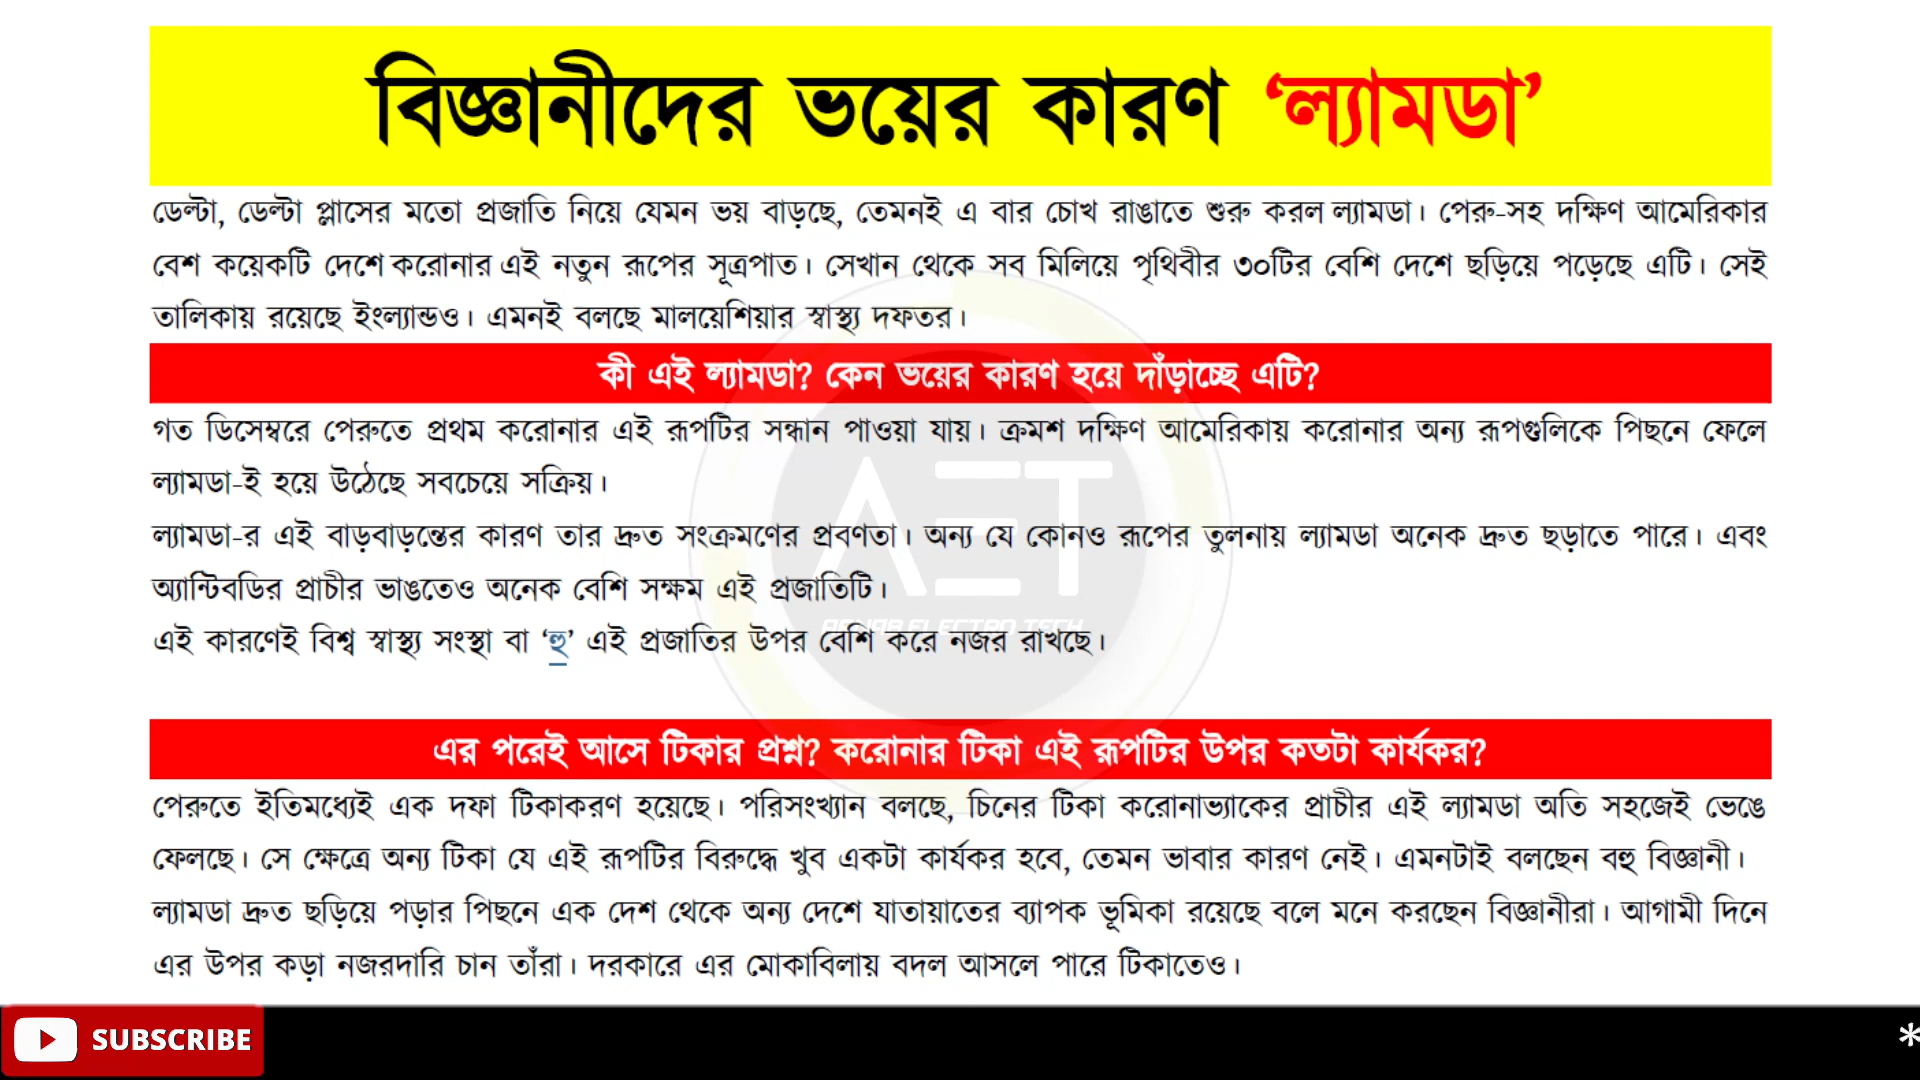 বিজ্ঞানীদের ভয়ের কারণ ‘ল্যামডা’
ডেল্টা, ডেল্টা প্লাসের মতো প্রজাতি নিয়ে যেমন ভয় বাড়ছে, তেমনই এ বার চোখ রাঙাতে শুরু করল ল্যামডা। পেরু-সহ দক্ষিণ আমেরিকার
বেশ কয়েকটি দেশে করোনার এই নতুন রূপের সূত্রপাত। সেখান থেকে সব মিলিয়ে পৃথিবীর ৩০টির বেশি দেশে ছড়িয়ে পড়েছে এটি। সেই
তালিকায় রয়েছে ইংল্যান্ডও। এমনই বলছে মালয়েশিয়ার স্বাস্থ্য দফতর।
কী এই ল্যামডা? কেন ভয়ের কারণ হয়ে দাঁড়াচ্ছে এটি?
গত ডিসেম্বরে পেরুতে প্রথম করোনার এই রূপটির সন্ধান পাওয়া যায়। ক্রমশ দক্ষিণ আমেরিকায় করোনার অন্য রূপগুলিকে পিছনে ফেলে
ল্যামডা-ই হয়ে উঠেছে সবচেয়ে সক্রিয়।
ল্যামডা-র এই বাড়বাড়ন্তের কারণ তার দ্রুত সংক্রমণের প্রবণতা। অন্য যে কোনও রূপের তুলনায় ল্যামডা অনেক দ্রুত ছড়াতে পারে। এবং
অ্যান্টিবডির প্রাচীর ভাঙতেও অনেক বেশি সক্ষম এই প্রজাতিটি।
এই কারণেই বিশ্ব স্বাস্থ্য সংস্থা বা ‘হু’ এই প্রজাতির উপর বেশি করে নজর রাখছে।
AET
এর পরেই আসে টিকার প্রশ্ন? করোনার টিকা এই রূপটির উপর কতটা কার্যকর?
পেরুতে ইতিমধ্যেই এক দফা টিকাকরণ হয়েছে। পরিসংখ্যান বলছে, চিনের টিকা করোনাভ্যাকের প্রাচীর এই ল্যামডা অতি সহজেই ভেঙে
ফেলছে। সে ক্ষেত্রে অন্য টিকা যে এই রূপটির বিরুদ্ধে খুব একটা কার্যকর হবে, তেমন ভাবার কারণ নেই। এমনটাই বলছেন বহু বিজ্ঞানী।
ল্যামডা দ্রুত ছড়িয়ে পড়ার পিছনে এক দেশ থেকে অন্য দেশে যাতায়াতের ব্যাপক ভূমিকা রয়েছে বলে মনে করছেন বিজ্ঞানীরা। আগামী দিনে
এর উপর কড়া নজরদারি চান তাঁরা। দরকারে এর মোকাবিলায় বদল আসলে পারে টিকাতেও।
SUBSCRIBE
*